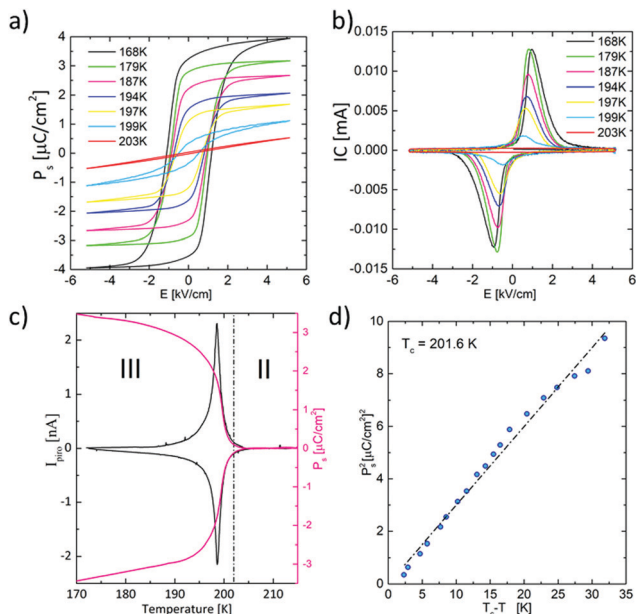 a)
P_s [µC/cm²]
4
3
2
1
0
-1
-2
-3
-4
168K
179K
187K
194K
197K
199K
203K
-6 -4 -2 0 2 4 6
E [kV/cm]
b)
IC [mA]
0.015
0.010
0.005
0.000
-0.005
-0.010
-0.015
168K
179K
187K
194K
197K
199K
203K
-6 -4 -2 0 2 4 6
E [kV/cm]
c)
I_piro [nA]
2
1
0
-1
-2
III
II
3
2
1
0
-1
-2
-3
P_s [µC/cm²]
170 180 190 200 210
Temperature [K]
d)
P_s² [µC/cm²)²
10
8
6
4
2
0
T_c = 201.6 K
0 5 10 15 20 25 30 35
T_c-T [K]